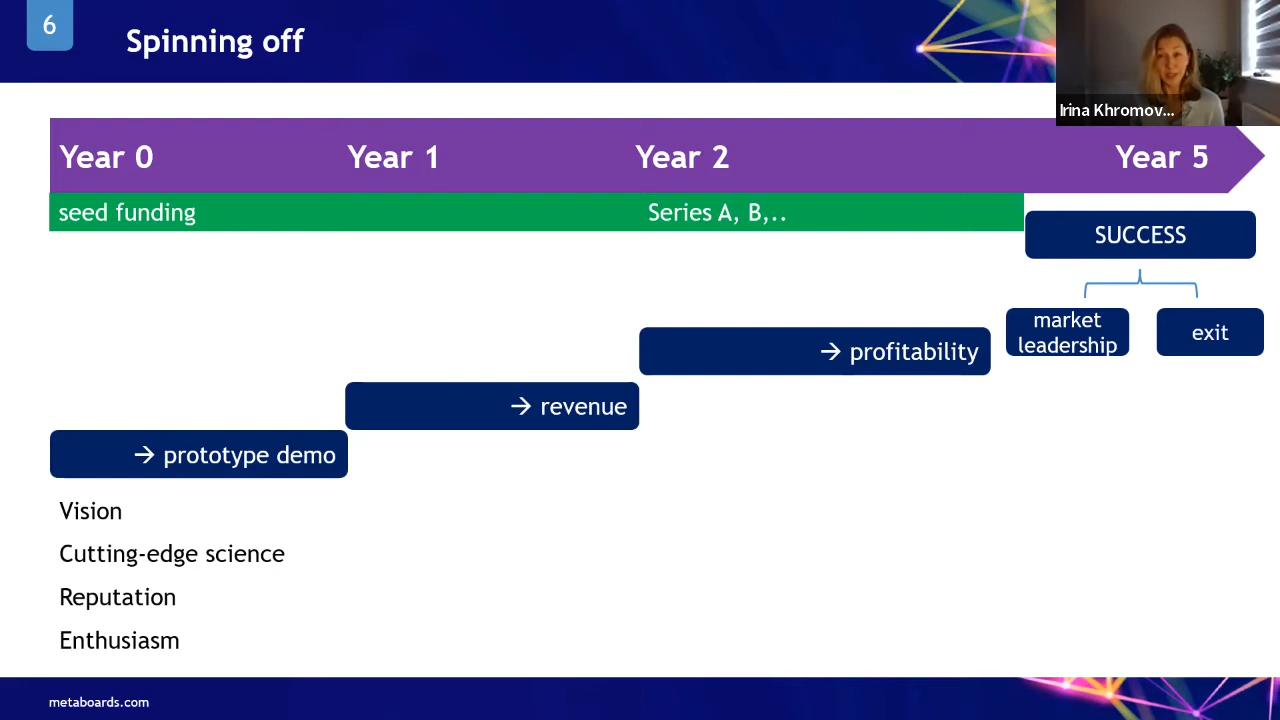 6
Spinning off
Irina Khromov...
Year 0 Year 1 Year 2 Year 5
seed funding Series A, B,..
SUCCESS
market
leadership
exit
→ profitability
→ revenue
→ prototype demo
Vision
Cutting-edge science
Reputation
Enthusiasm
metaboards.com